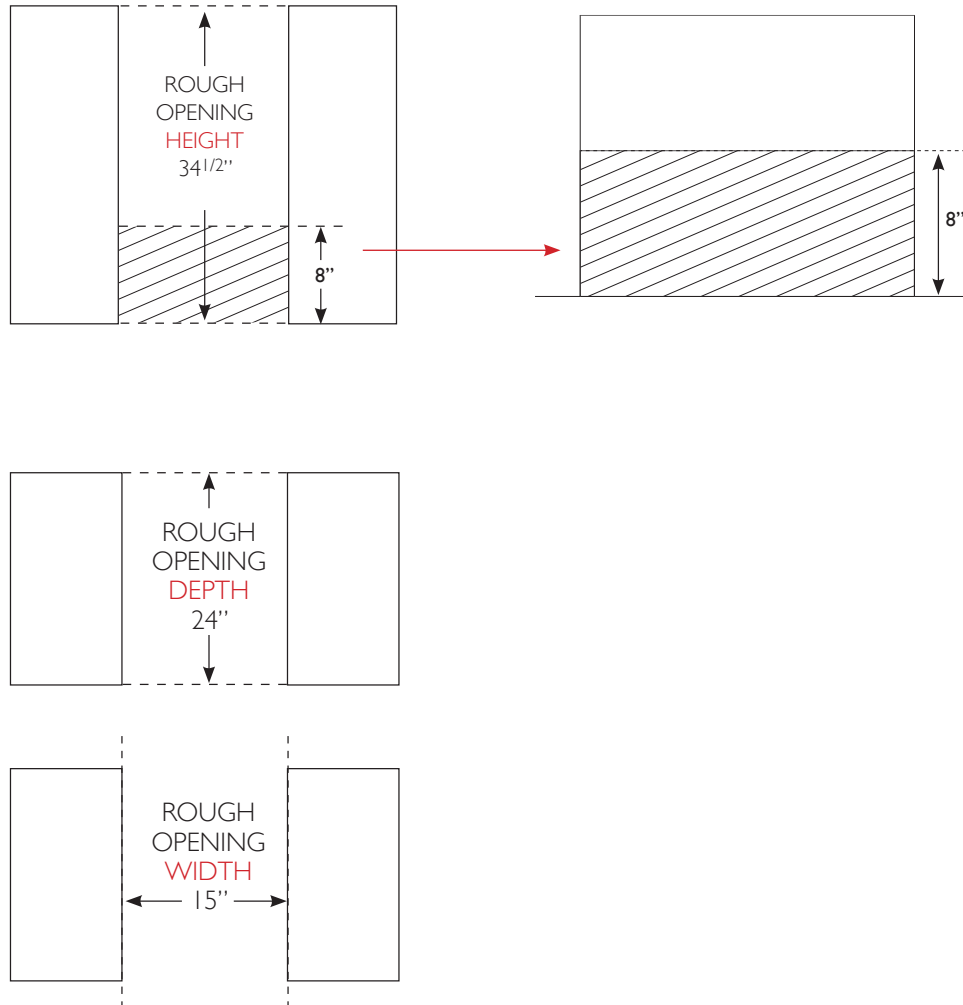 ROUGH
OPENING
HEIGHT
34 1/2’’
8”
8”
ROUGH
OPENING
DEPTH
24’’
ROUGH
OPENING
WIDTH
15’’